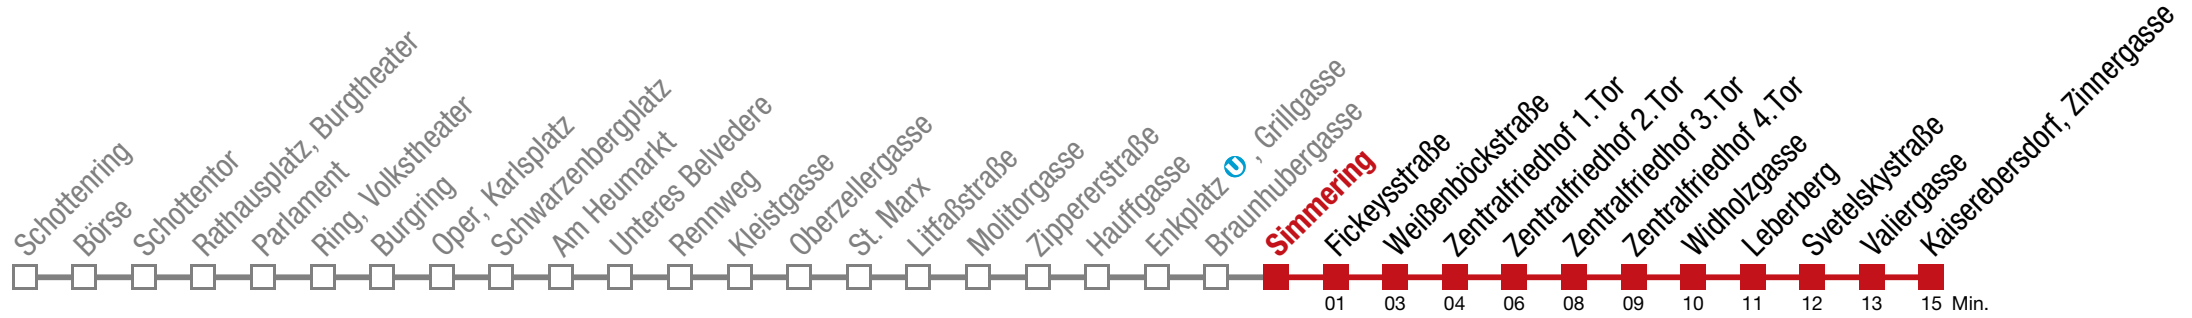 Schottenring
Börse
Schottentor
Rathausplatz, Burgtheater
Parlament
Ring, Volkstheater
Burgring
Oper, Karlsplatz
Schwarzenbergplatz
Am Heumarkt
Unteres Belvedere
Rennweg
Kleistgasse
Oberzellergasse
St. Marx
Litfaßstraße
Molitorgasse
Zippererstraße
Hauffgasse
Enkplatz U , Grillgasse
Braunhubergasse
Simmering
Fickeysstraße
Weißenböckstraße
Zentralfriedhof 1.Tor
Zentralfriedhof 2.Tor
Zentralfriedhof 3.Tor
Zentralfriedhof 4.Tor
Widholzgasse
Leberberg
Svetelskystraße
Valiergasse
Kaiserebersdorf, Zinnergasse
01 03 04 06 08 09 10 11 12 13 15 Min.